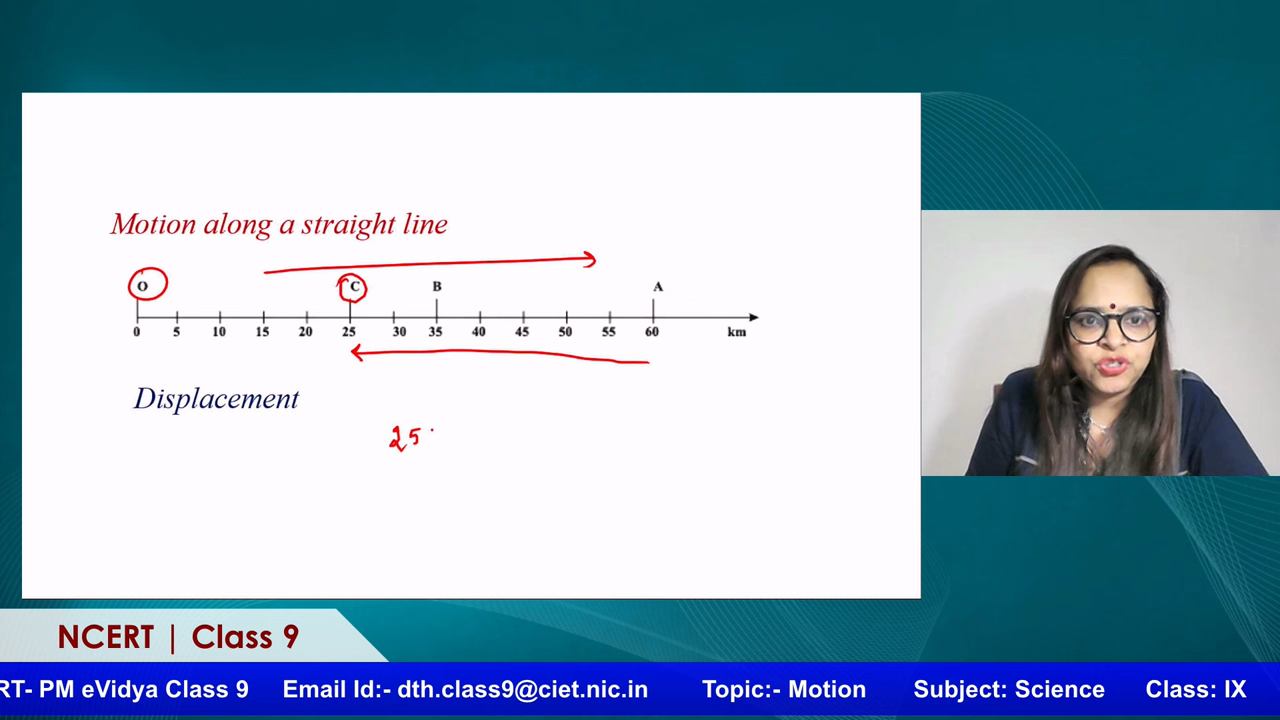 Motion along a straight line
O C B A
0 5 10 15 20 25 30 35 40 45 50 55 60 km
Displacement
25
NCERT | Class 9
RT- PM eVidya Class 9 Email Id:- dth.class9@ciet.nic.in Topic:- Motion Subject: Science Class: IX